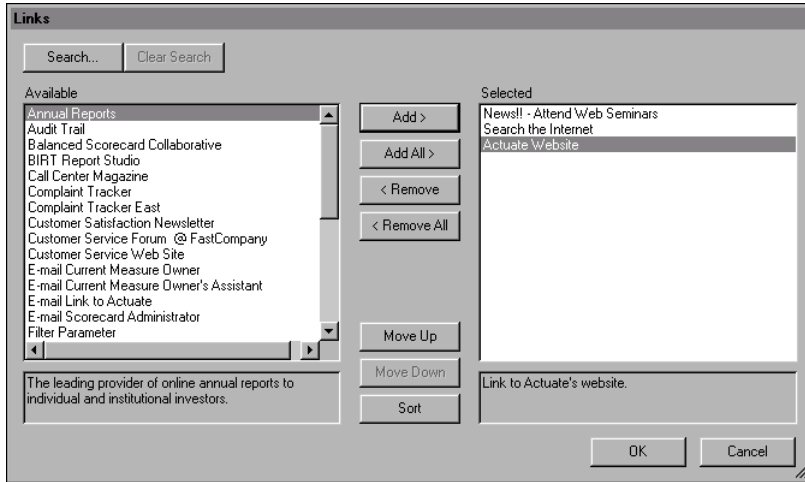 Links
Search...
Clear Search
Available
Annual Reports
Audit Trail
Balanced Scorecard Collaborative
BIRT Report Studio
Call Center Magazine
Complaint Tracker
Complaint Tracker East
Customer Satisfaction Newsletter
Customer Service Forum  @ FastCompany
Customer Service Web Site
E-mail Current Measure Owner
E-mail Current Measure Owner's Assistant
E-mail Link to Actuate
E-mail Scorecard Administrator
Filter Parameter
The leading provider of online annual reports to
individual and institutional investors.
Add >
Add All >
< Remove
< Remove All
Move Up
Move Down
Sort
Selected
News!! - Attend Web Seminars
Search the Internet
Actuate Website
Link to Actuate's website.
OK
Cancel